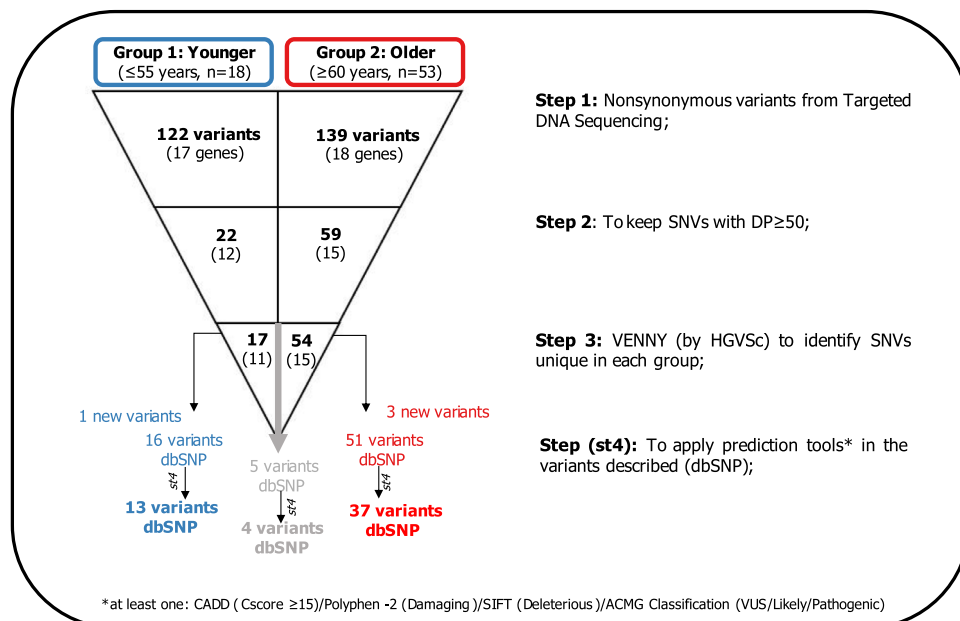 Group 1: Younger
(≤55 years, n=18)
Group 2: Older
(≥60 years, n=53)
122 variants
(17 genes)
139 variants
(18 genes)
Step 1: Nonsynonymous variants from Targeted
DNA Sequencing;
22
(12)
59
(15)
Step 2: To keep SNVs with DP≥50;
17
(11)
54
(15)
Step 3: VENNY (by HGVSc) to identify SNVs
unique in each group;
1 new variants
16 variants
dbSNP
st4
13 variants
dbSNP
5 variants
dbSNP
st4
4 variants
dbSNP
3 new variants
51 variants
dbSNP
st4
37 variants
dbSNP
Step (st4): To apply prediction tools* in the
variants described (dbSNP);
*at least one: CADD (Cscore ≥15)/Polyphen -2 (Damaging)/SIFT (Deleterious)/ACMG Classification (VUS/Likely/Pathogenic)